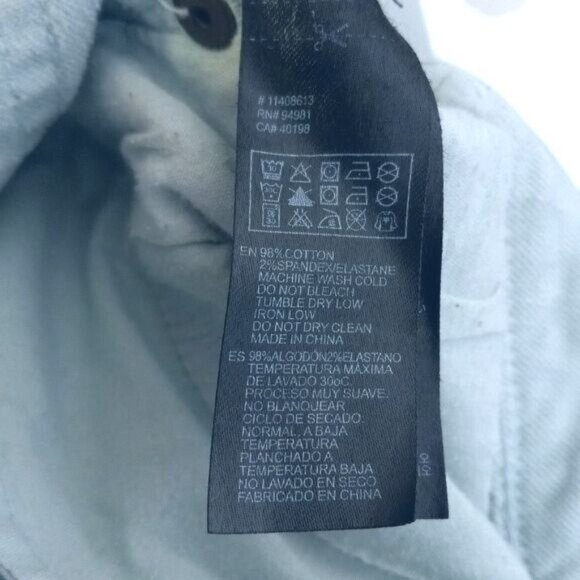 # 11408613
RN# 94981
CA# 40198
EN 98%COTTON
2%SPANDEX/ELASTANE
MACHINE WASH COLD
DO NOT BLEACH
TUMBLE DRY LOW
IRON LOW
DO NOT DRY CLEAN
MADE IN CHINA
ES 98%ALGODÓN2%ELASTANO
TEMPERATURA MÁXIMA
DE LAVADO 30oC.
PROCESO MUY SUAVE.
NO BLANQUEAR
CICLO DE SECADO.
NORMAL, A BAJA
TEMPERATURA
PLANCHADO A
TEMPERATURA BAJA
NO LAVADO EN SECO
FABRICADO EN CHINA